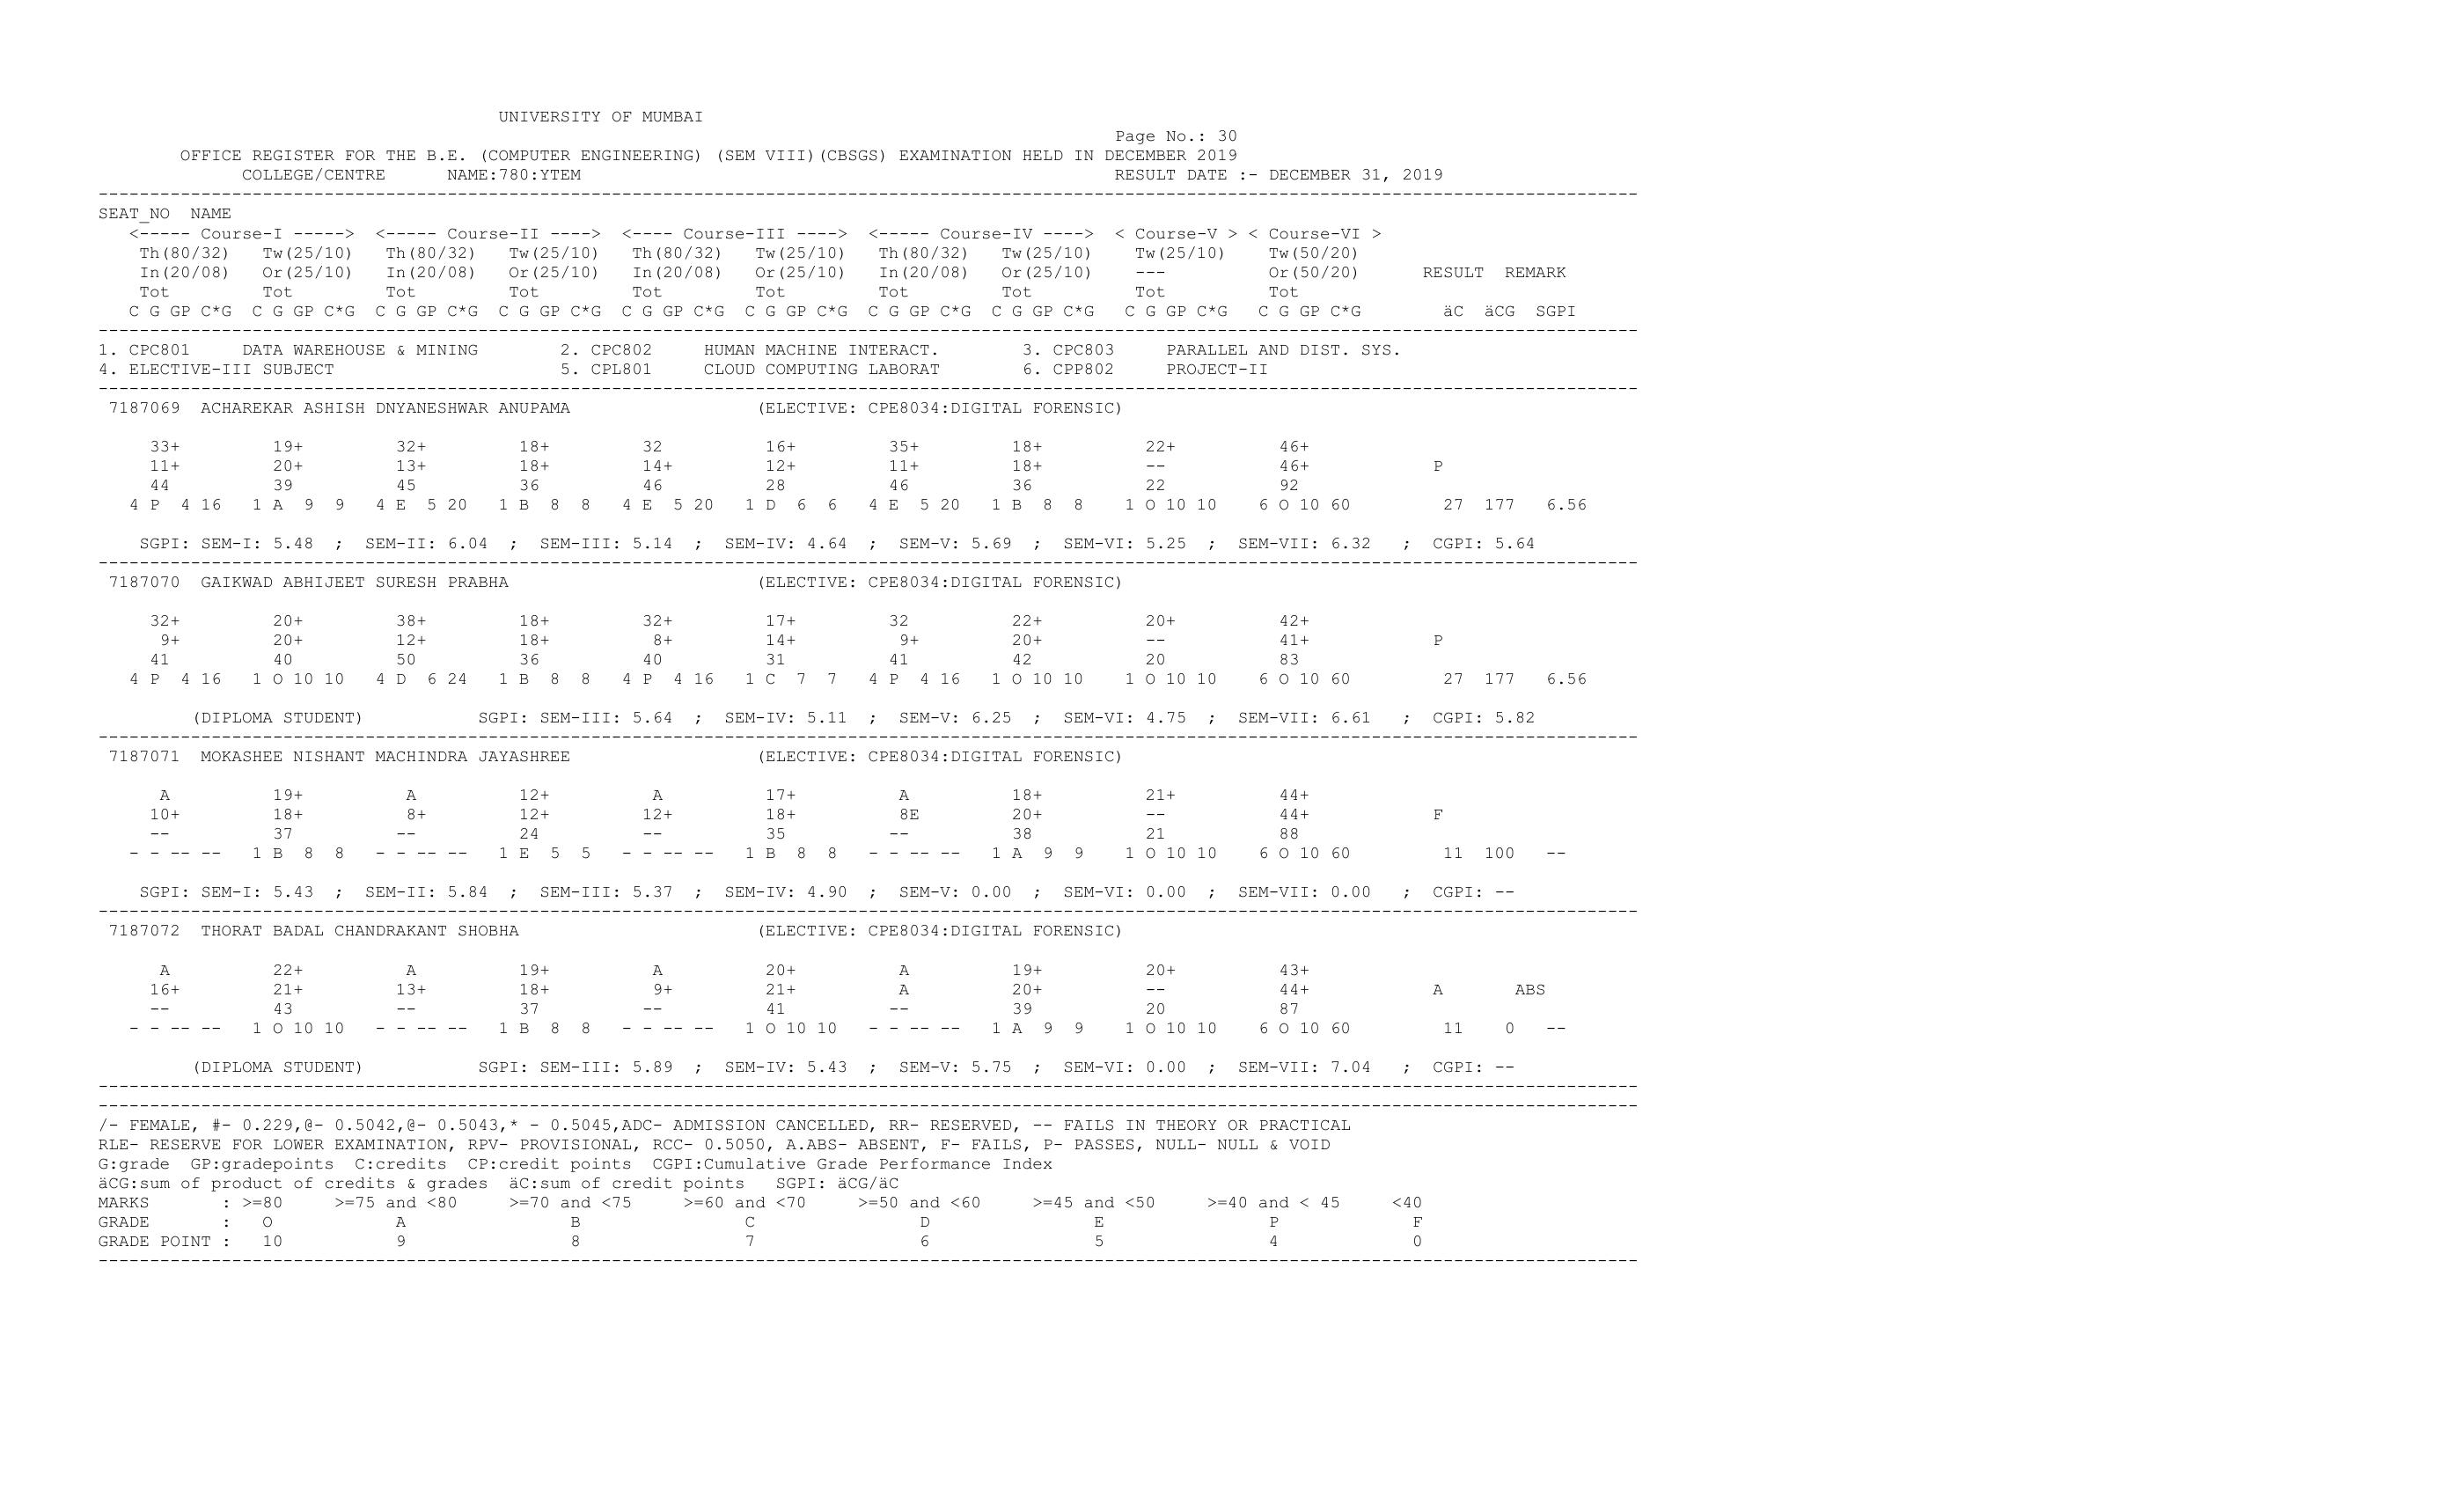 UNIVERSITY OF MUMBAI
Page No.: 30
OFFICE REGISTER FOR THE B.E. (COMPUTER ENGINEERING) (SEM VIII)(CBSGS) EXAMINATION HELD IN DECEMBER 2019
COLLEGE/CENTRE NAME:780:YTEM RESULT DATE :- DECEMBER 31, 2019
SEAT_NO NAME
<----- Course-I -----> <----- Course-II ----> <---- Course-III ----> <----- Course-IV ----> < Course-V > < Course-VI >
Th(80/32) Tw(25/10) Th(80/32) Tw(25/10) Th(80/32) Tw(25/10) Th(80/32) Tw(25/10) Tw(25/10) Tw(50/20)
In(20/08) Or(25/10) In(20/08) Or(25/10) In(20/08) Or(25/10) In(20/08) Or(25/10) --- Or(50/20) RESULT REMARK
Tot Tot Tot Tot Tot Tot Tot Tot Tot Tot
C G GP C*G C G GP C*G C G GP C*G C G GP C*G C G GP C*G C G GP C*G C G GP C*G C G GP C*G C G GP C*G C G GP C*G äC äCG SGPI
1. CPC801 DATA WAREHOUSE & MINING 2. CPC802 HUMAN MACHINE INTERACT. 3. CPC803 PARALLEL AND DIST. SYS.
4. ELECTIVE-III SUBJECT 5. CPL801 CLOUD COMPUTING LABORAT 6. CPP802 PROJECT-II
7187069 ACHAREKAR ASHISH DNYANESHWAR ANUPAMA (ELECTIVE: CPE8034:DIGITAL FORENSIC)
33+ 19+ 32+ 18+ 32 16+ 35+ 18+ 22+ 46+
11+ 20+ 13+ 18+ 14+ 12+ 11+ 18+ -- 46+ P
44 39 45 36 46 28 46 36 22 92
4 P 4 16 1 A 9 9 4 E 5 20 1 B 8 8 4 E 5 20 1 D 6 6 4 E 5 20 1 B 8 8 1 O 10 10 6 O 10 60 27 177 6.56
SGPI: SEM-I: 5.48 ; SEM-II: 6.04 ; SEM-III: 5.14 ; SEM-IV: 4.64 ; SEM-V: 5.69 ; SEM-VI: 5.25 ; SEM-VII: 6.32 ; CGPI: 5.64
7187070 GAIKWAD ABHIJEET SURESH PRABHA (ELECTIVE: CPE8034:DIGITAL FORENSIC)
32+ 20+ 38+ 18+ 32+ 17+ 32 22+ 20+ 42+
9+ 20+ 12+ 18+ 8+ 14+ 9+ 20+ -- 41+ P
41 40 50 36 40 31 41 42 20 83
4 P 4 16 1 O 10 10 4 D 6 24 1 B 8 8 4 P 4 16 1 C 7 7 4 P 4 16 1 O 10 10 1 O 10 10 6 O 10 60 27 177 6.56
(DIPLOMA STUDENT) SGPI: SEM-III: 5.64 ; SEM-IV: 5.11 ; SEM-V: 6.25 ; SEM-VI: 4.75 ; SEM-VII: 6.61 ; CGPI: 5.82
7187071 MOKASHEE NISHANT MACHINDRA JAYASHREE (ELECTIVE: CPE8034:DIGITAL FORENSIC)
A 19+ A 12+ A 17+ A 18+ 21+ 44+
10+ 18+ 8+ 12+ 12+ 18+ 8E 20+ -- 44+ F
-- 37 -- 24 -- 35 -- 38 21 88
- - -- -- 1 B 8 8 - - -- -- 1 E 5 5 - - -- -- 1 B 8 8 - - -- -- 1 A 9 9 1 O 10 10 6 O 10 60 11 100 --
SGPI: SEM-I: 5.43 ; SEM-II: 5.84 ; SEM-III: 5.37 ; SEM-IV: 4.90 ; SEM-V: 0.00 ; SEM-VI: 0.00 ; SEM-VII: 0.00 ; CGPI: --
7187072 THORAT BADAL CHANDRAKANT SHOBHA (ELECTIVE: CPE8034:DIGITAL FORENSIC)
A 22+ A 19+ A 20+ A 19+ 20+ 43+
16+ 21+ 13+ 18+ 9+ 21+ A 20+ -- 44+ A ABS
-- 43 -- 37 -- 41 -- 39 20 87
- - -- -- 1 O 10 10 - - -- -- 1 B 8 8 - - -- -- 1 O 10 10 - - -- -- 1 A 9 9 1 O 10 10 6 O 10 60 11 0 --
(DIPLOMA STUDENT) SGPI: SEM-III: 5.89 ; SEM-IV: 5.43 ; SEM-V: 5.75 ; SEM-VI: 0.00 ; SEM-VII: 7.04 ; CGPI: --
/- FEMALE, #- 0.229,@- 0.5042,@- 0.5043,* - 0.5045,ADC- ADMISSION CANCELLED, RR- RESERVED, -- FAILS IN THEORY OR PRACTICAL
RLE- RESERVE FOR LOWER EXAMINATION, RPV- PROVISIONAL, RCC- 0.5050, A.ABS- ABSENT, F- FAILS, P- PASSES, NULL- NULL & VOID
G:grade GP:gradepoints C:credits CP:credit points CGPI:Cumulative Grade Performance Index
äCG:sum of product of credits & grades äC:sum of credit points SGPI: äCG/äC
MARKS : >=80 >=75 and <80 >=70 and <75 >=60 and <70 >=50 and <60 >=45 and <50 >=40 and < 45 <40
GRADE : O A B C D E P F
GRADE POINT : 10 9 8 7 6 5 4 0